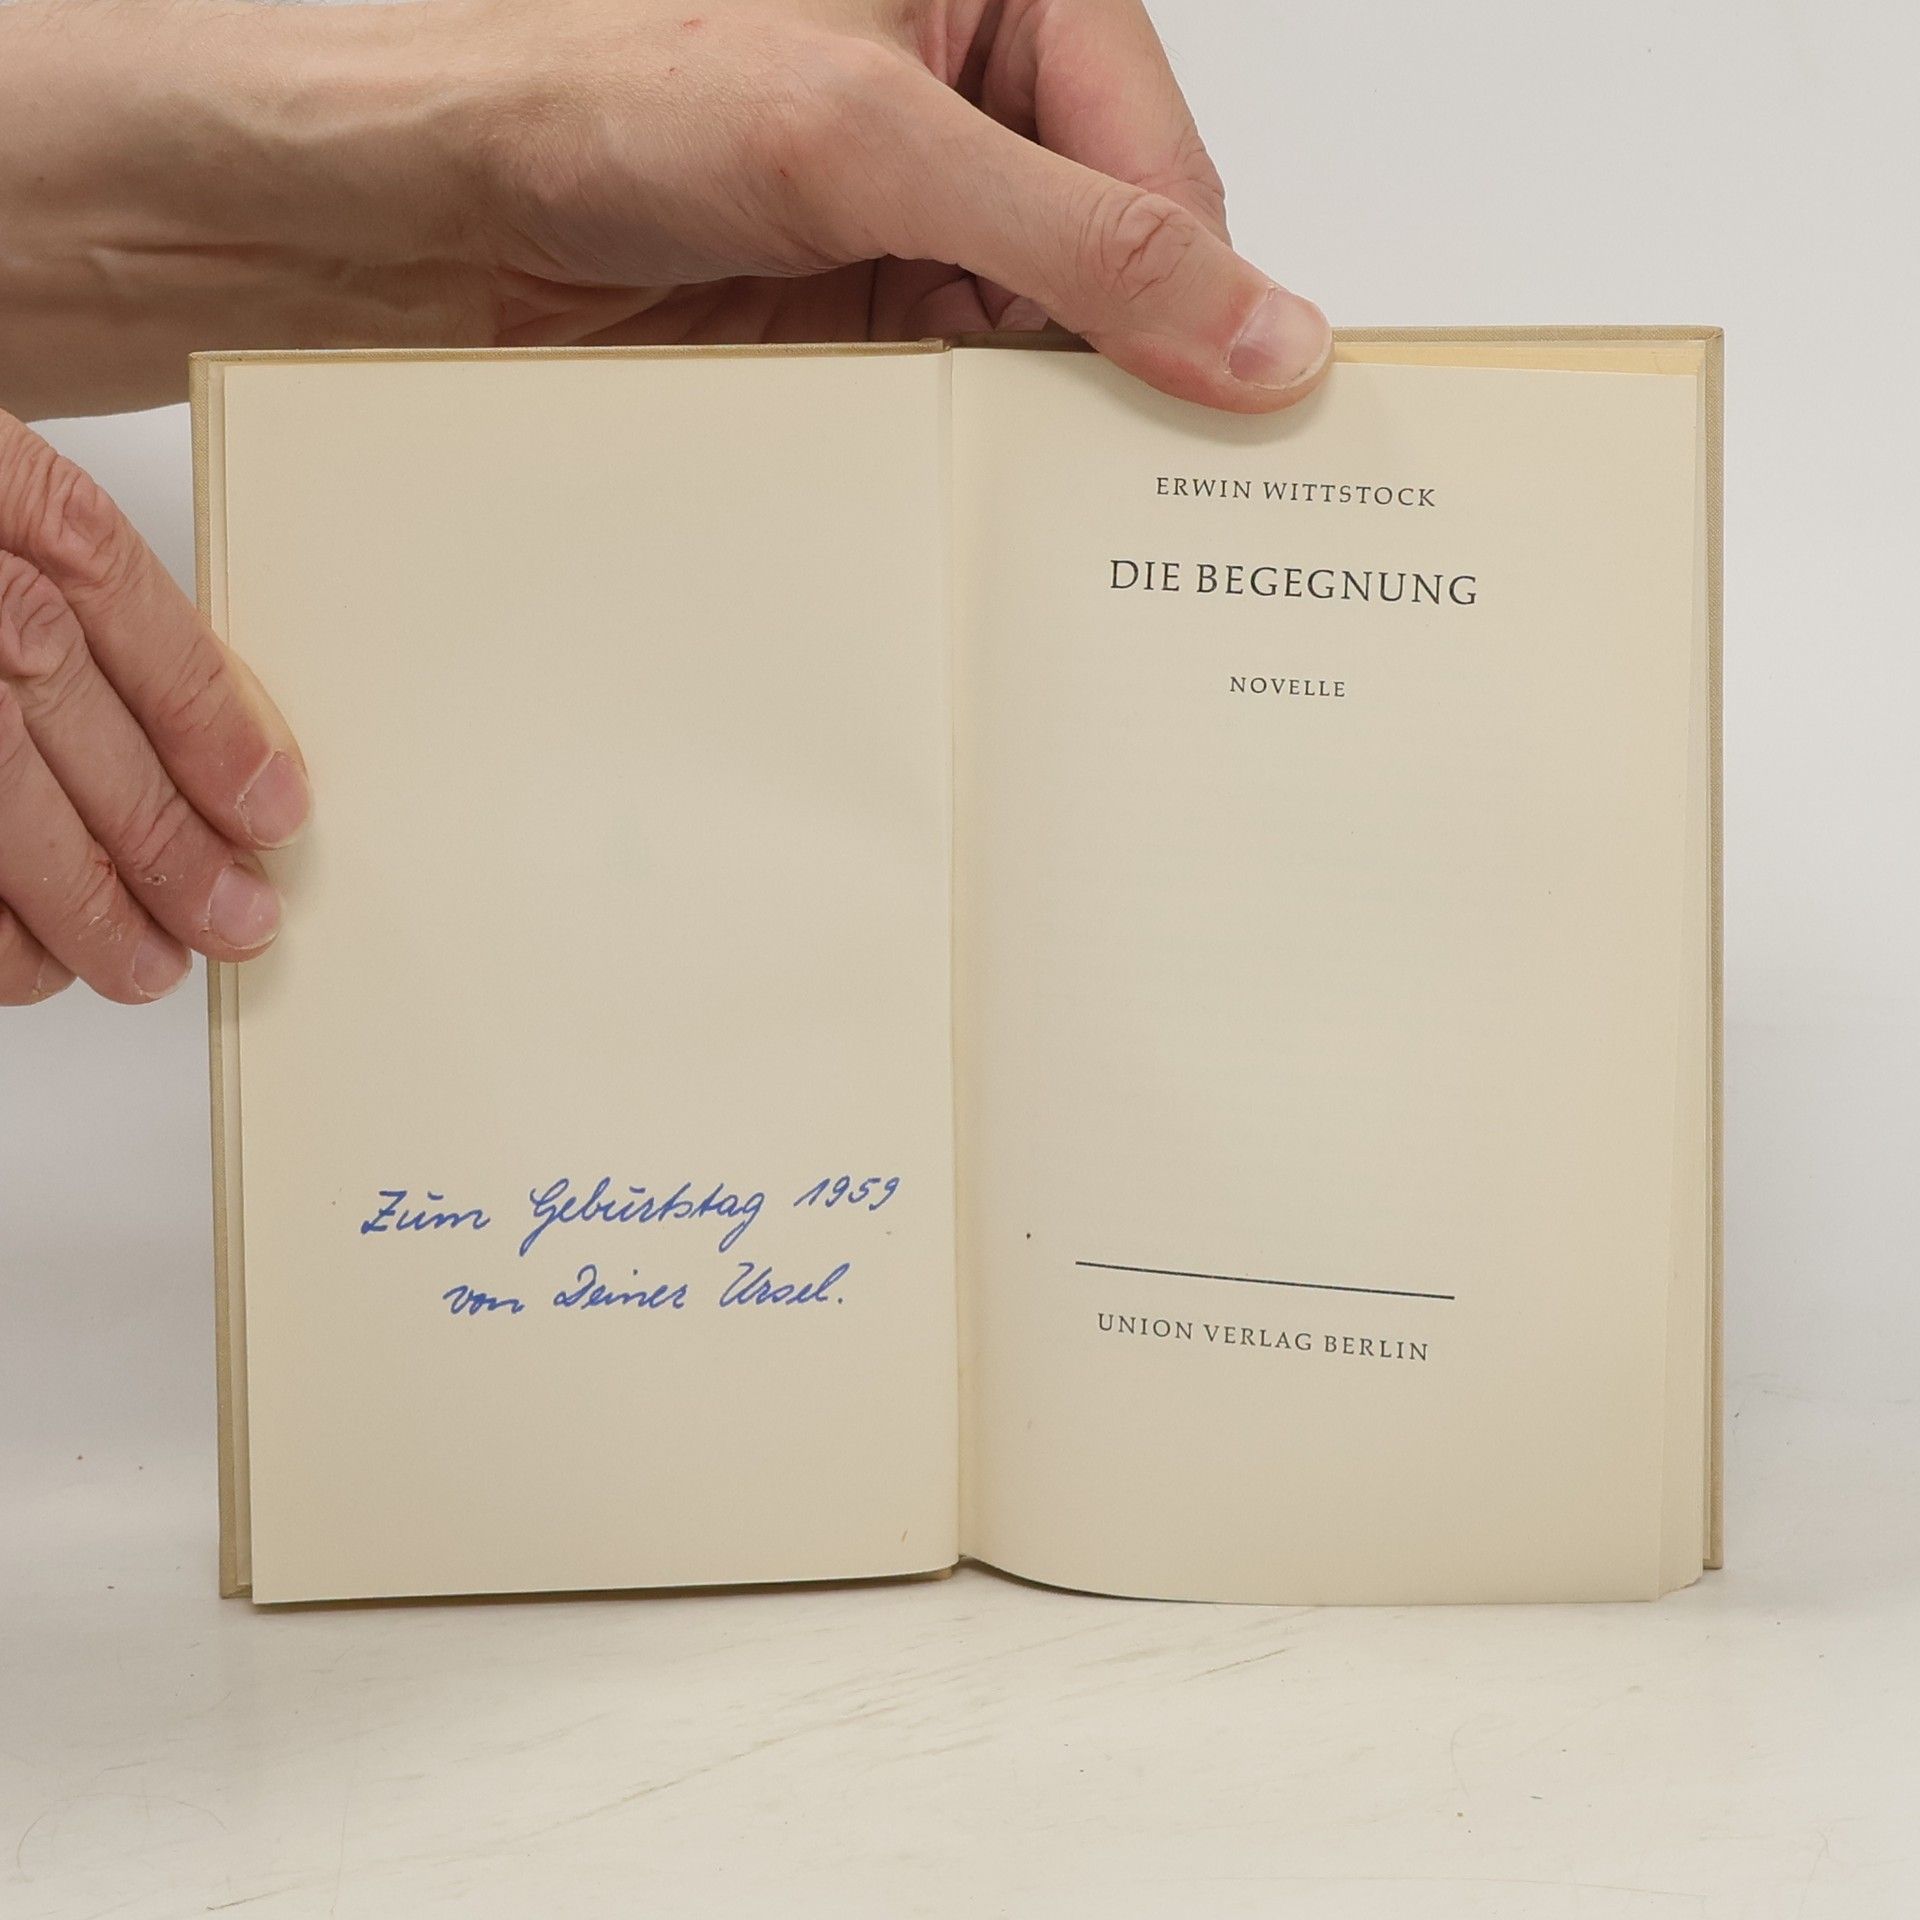 Zum Geburtstag 1959
von Deiner Ursel.
ERWIN WITTSTOCK
DIE BEGEGNUNG
NOVELLE
UNION VERLAG BERLIN